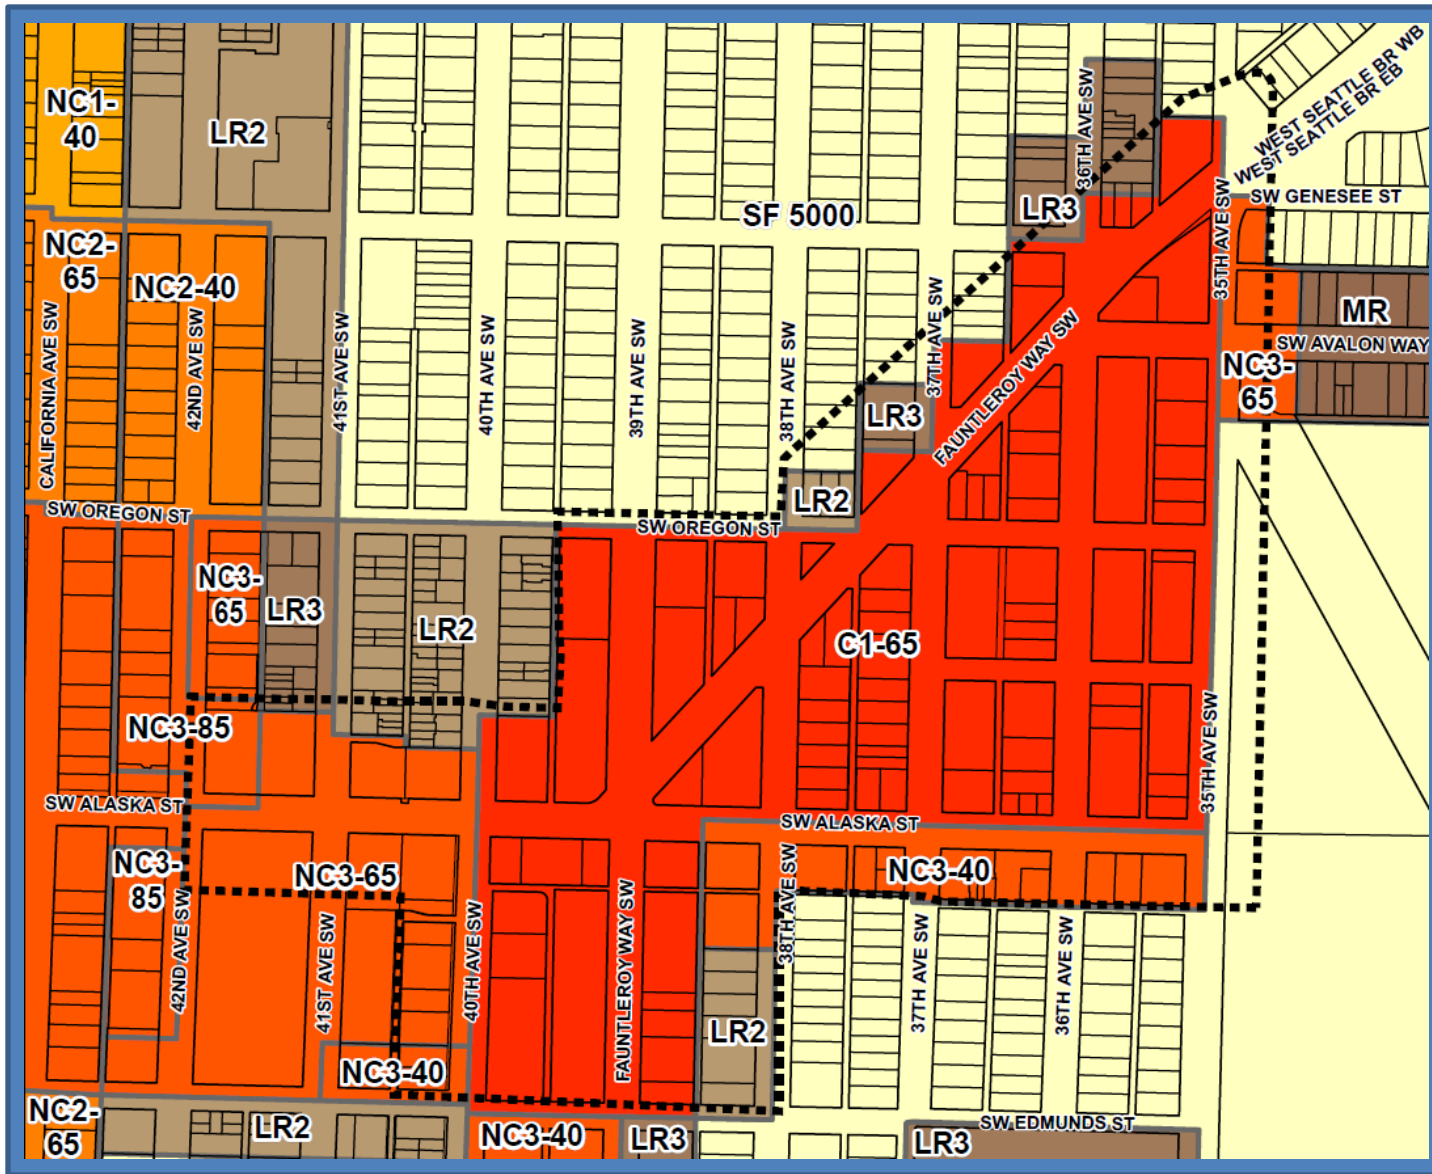 WEST SEATTLE BR WB
WEST SEATTLE BR EB
NC1-
40
LR2
36TH AVE SW
SW GENESEE ST
SF 5000
LR3
35TH AVE SW
NC2-
65
NC2-40
MR
SW AVALON WAY
NC3-
65
CALIFORNIA AVE SW
42ND AVE SW
41ST AVE SW
40TH AVE SW
39TH AVE SW
38TH AVE SW
37TH AVE SW
FAUNTLEROY WAY SW
LR3
LR2
SW OREGON ST
SW OREGON ST
NC3-
65
LR3
LR2
C1-65
NC3-85
35TH AVE SW
SW ALASKA ST
SW ALASKA ST
NC3-
85
NC3-65
NC3-40
42ND AVE SW
41ST AVE SW
40TH AVE SW
FAUNTLEROY WAY SW
38TH AVE SW
37TH AVE SW
36TH AVE SW
LR2
NC3-40
NC2-
65
LR2
NC3-40
LR3
SW EDMUNDS ST
LR3